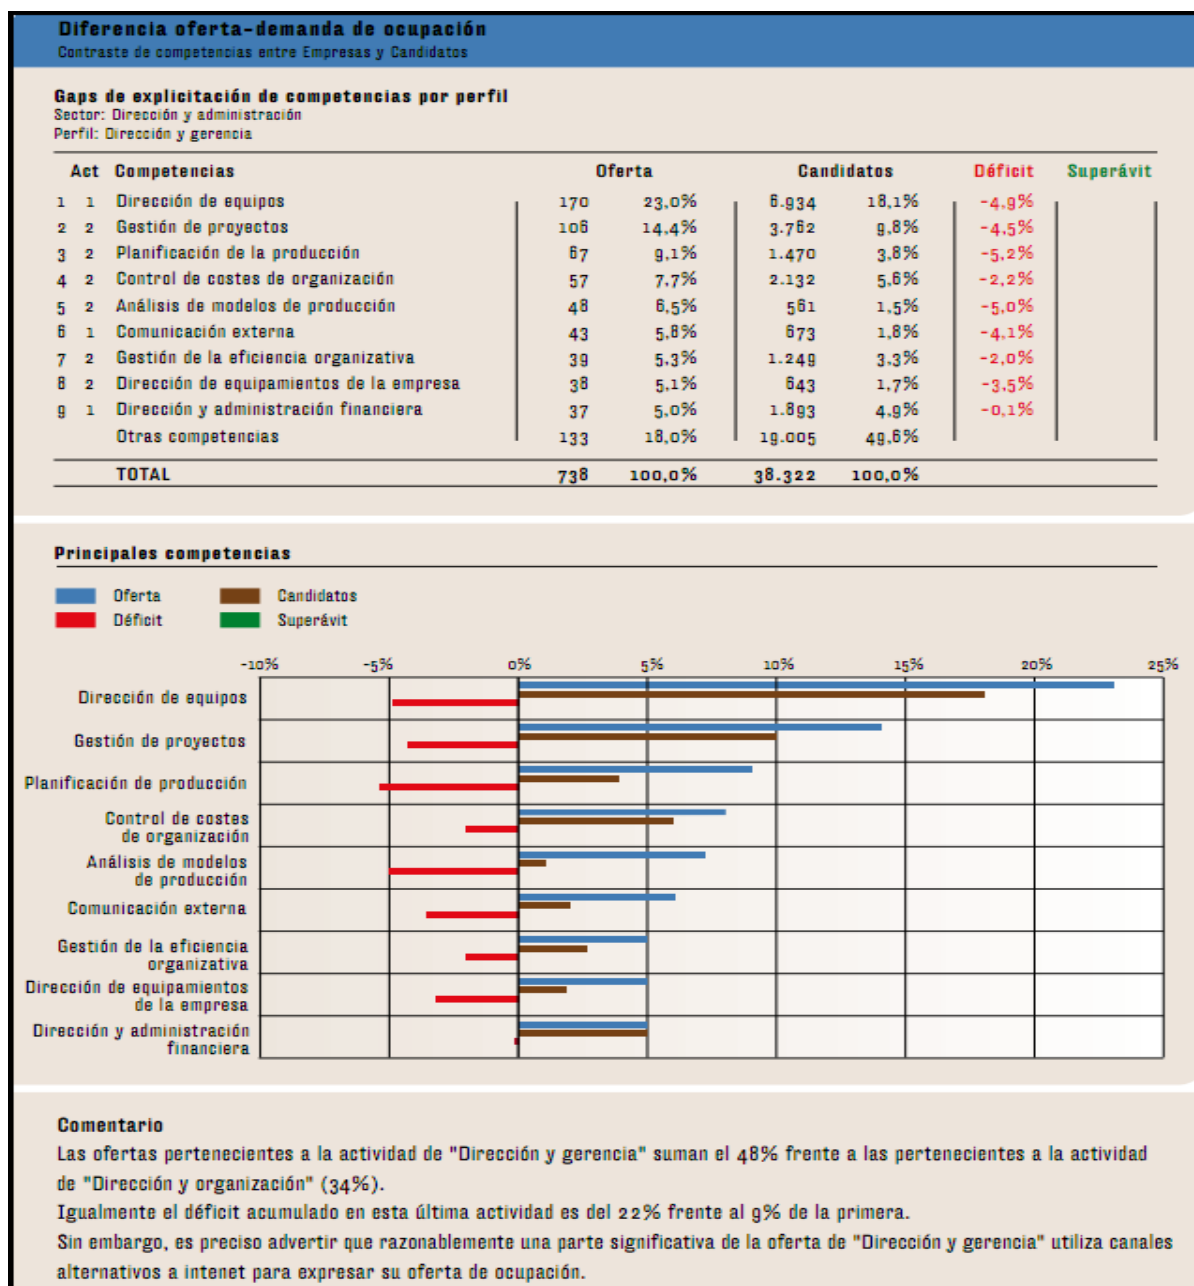 Diferencia oferta-demanda de ocupación
Contraste de competencias entre Empresas y Candidatos
Gaps de explicitación de competencias por perfil
Sector: Dirección y administración
Perfil: Dirección y gerencia
Act Competencias Oferta Candidatos Déficit Superávit
1 1 Dirección de equipos 170 23,0% 6.934 18,1% -4,9%
2 2 Gestión de proyectos 106 14,4% 3.762 9,8% -4,5%
3 2 Planificación de la producción 67 9,1% 1.470 3,8% -5,2%
4 2 Control de costes de organización 57 7,7% 2.132 5,6% -2,2%
5 2 Análisis de modelos de producción 48 6,5% 561 1,5% -5,0%
6 1 Comunicación externa 43 5,8% 673 1,8% -4,1%
7 2 Gestión de la eficiencia organizativa 39 5,3% 1.249 3,3% -2,0%
8 2 Dirección de equipamientos de la empresa 38 5,1% 643 1,7% -3,5%
9 1 Dirección y administración financiera 37 5,0% 1.893 4,9% -0,1%
Otras competencias 133 18,0% 19.005 49,6%
TOTAL 738 100,0% 38.322 100,0%
Principales competencias
Oferta Candidatos
Déficit Superávit
-10% -5% 0% 5% 10% 15% 20% 25%
Dirección de equipos
Gestión de proyectos
Planificación de producción
Control de costes
de organización
Análisis de modelos
de producción
Comunicación externa
Gestión de la eficiencia
organizativa
Dirección de equipamientos
de la empresa
Dirección y administración
financiera
Comentario
Las ofertas pertenecientes a la actividad de "Dirección y gerencia" suman el 48% frente a las pertenecientes a la actividad
de "Dirección y organización" (34%).
Igualmente el déficit acumulado en esta última actividad es del 22% frente al 9% de la primera.
Sin embargo, es preciso advertir que razonablemente una parte significativa de la oferta de "Dirección y gerencia" utiliza canales
alternativos a intenet para expresar su oferta de ocupación.